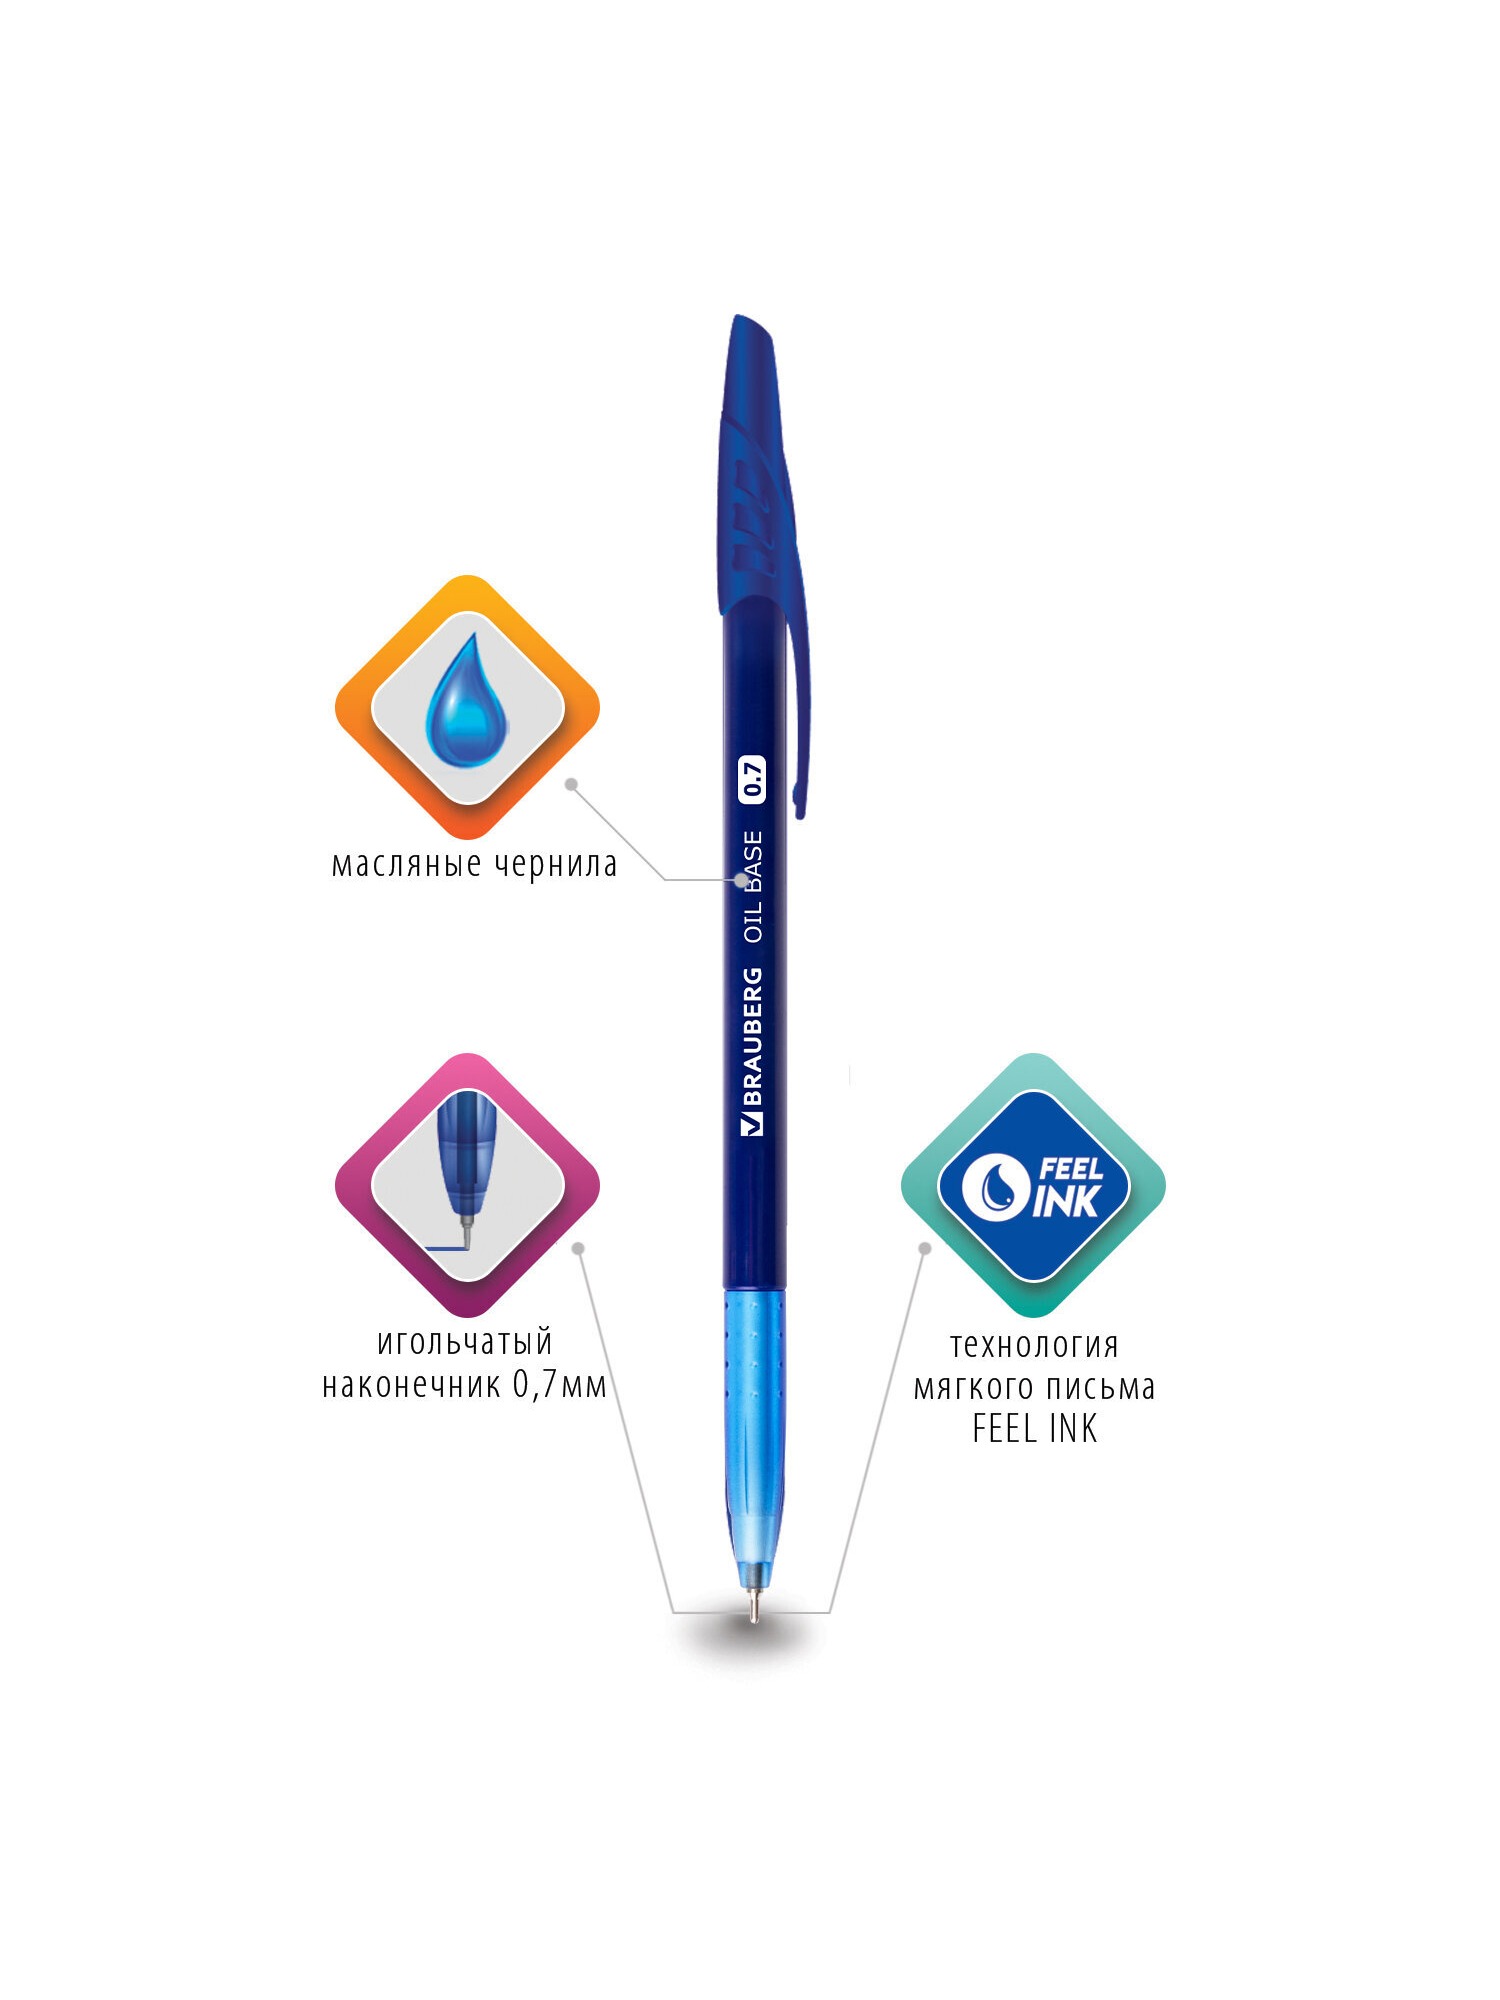 масляные чернила
BRAUBERG OIL BASE 0.7
игольчатый
наконечник 0,7мм
FEEL
INK
технология
мягкого письма
FEEL INK